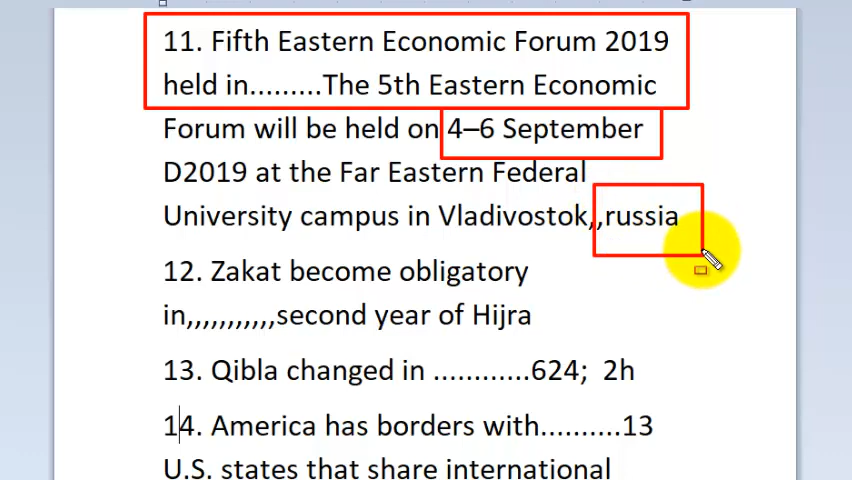 11. Fifth Eastern Economic Forum 2019
held in.........The 5th Eastern Economic
Forum will be held on 4–6 September
D2019 at the Far Eastern Federal
University campus in Vladivostok,,russia
12. Zakat become obligatory
in,,,,,,,,,,,second year of Hijra
13. Qibla changed in ............624;  2h
14. America has borders with..........13
U.S. states that share international